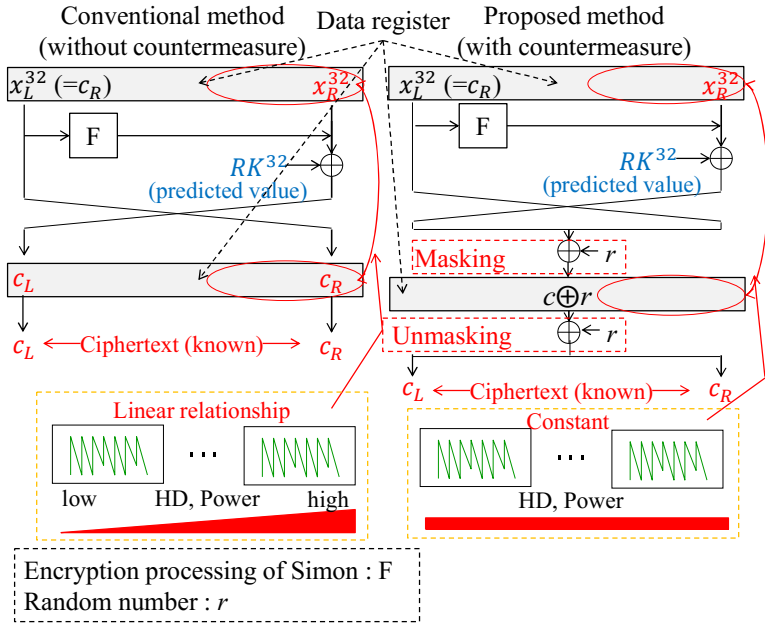 Conventional method
(without countermeasure)
Data register
Proposed method
(with countermeasure)
x_L^{32} (=c_R)
x_R^{32}
F
RK^{32}
(predicted value)
c_L
c_R
c_L
Ciphertext (known)
c_R
x_L^{32} (=c_R)
x_R^{32}
F
RK^{32}
(predicted value)
Masking
r
c⊕r
Unmasking
r
c_L
Ciphertext (known)
c_R
Linear relationship
...
low
HD, Power
high
Constant
...
HD, Power
Encryption processing of Simon : F
Random number : r